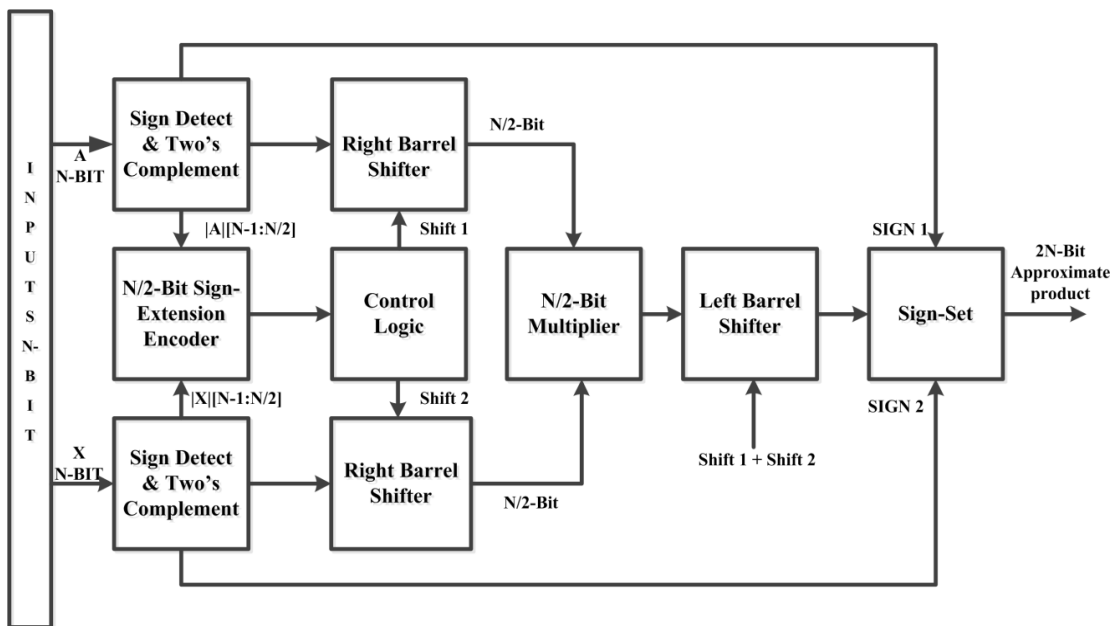 I N P U T S N- B I T
A
N-BIT
Sign Detect
& Two's
Complement
|A|[N-1:N/2]
N/2-Bit Sign-
Extension
Encoder
|X|[N-1:N/2]
X
N-BIT
Sign Detect
& Two's
Complement
Right Barrel
Shifter
Shift 1
Control
Logic
Shift 2
Right Barrel
Shifter
N/2-Bit
N/2-Bit
N/2-Bit
Multiplier
Left Barrel
Shifter
Shift 1 + Shift 2
SIGN 1
Sign-Set
SIGN 2
2N-Bit
Approximate
product